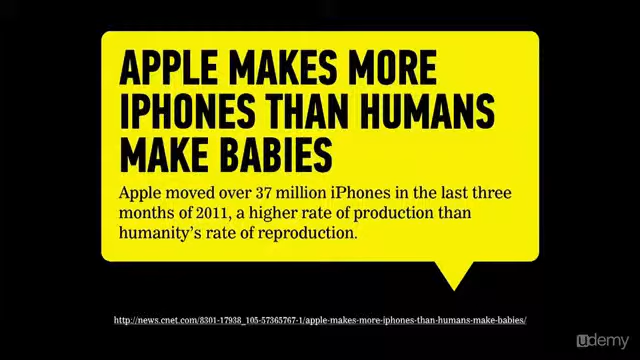 APPLE MAKES MORE
IPHONES THAN HUMANS
MAKE BABIES
Apple moved over 37 million iPhones in the last three
months of 2011, a higher rate of production than
humanity’s rate of reproduction.
http://news.cnet.com/8301-17938_105-57365767-1/apple-makes-more-iphones-than-humans-make-babies/
udemy